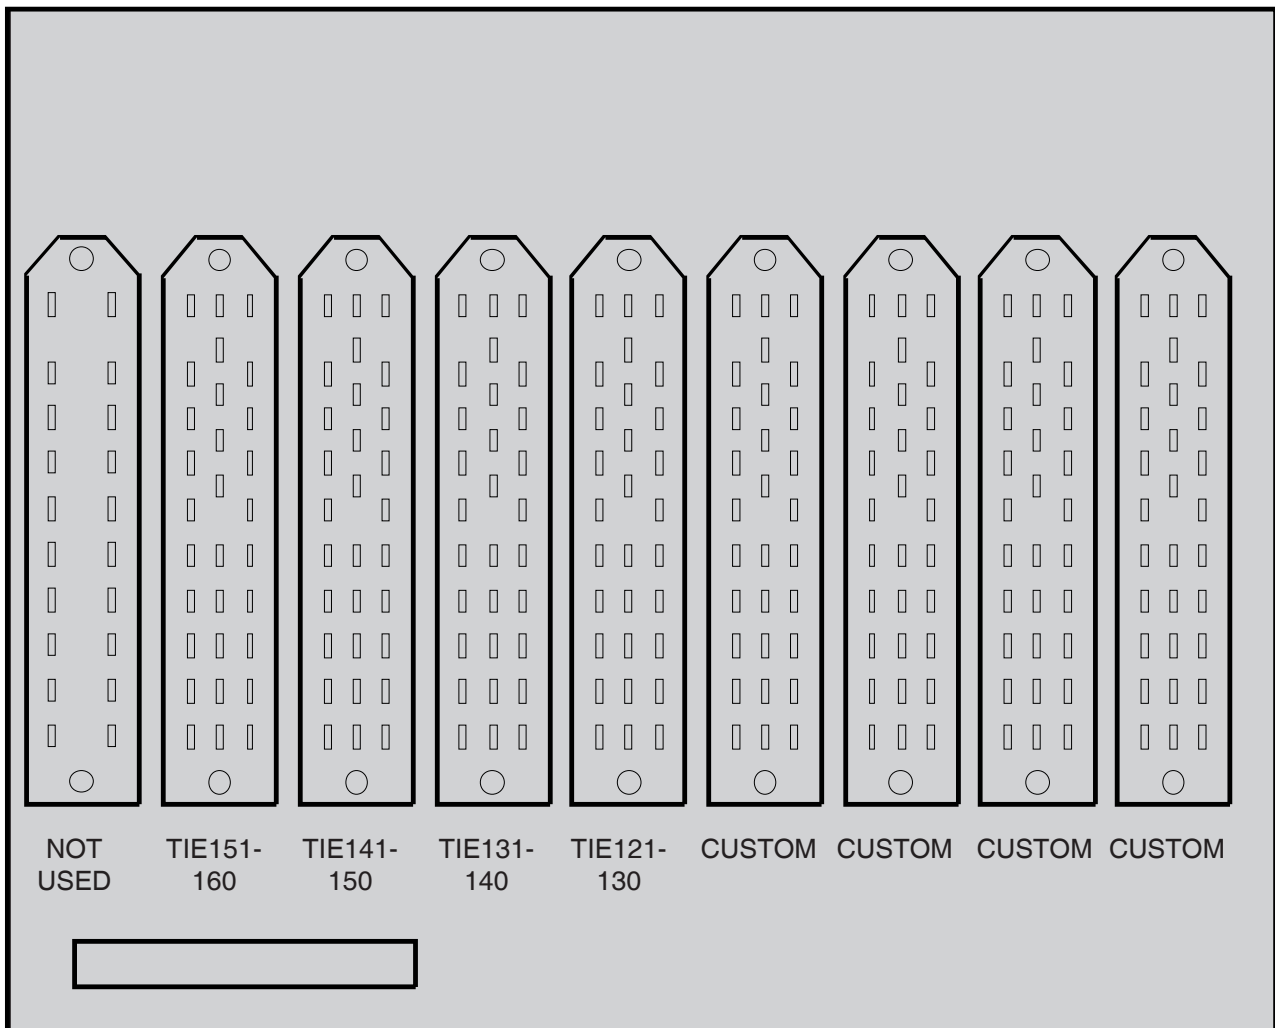 NOT
USED
TIE151-
160
TIE141-
150
TIE131-
140
TIE121-
130
CUSTOM
CUSTOM
CUSTOM
CUSTOM